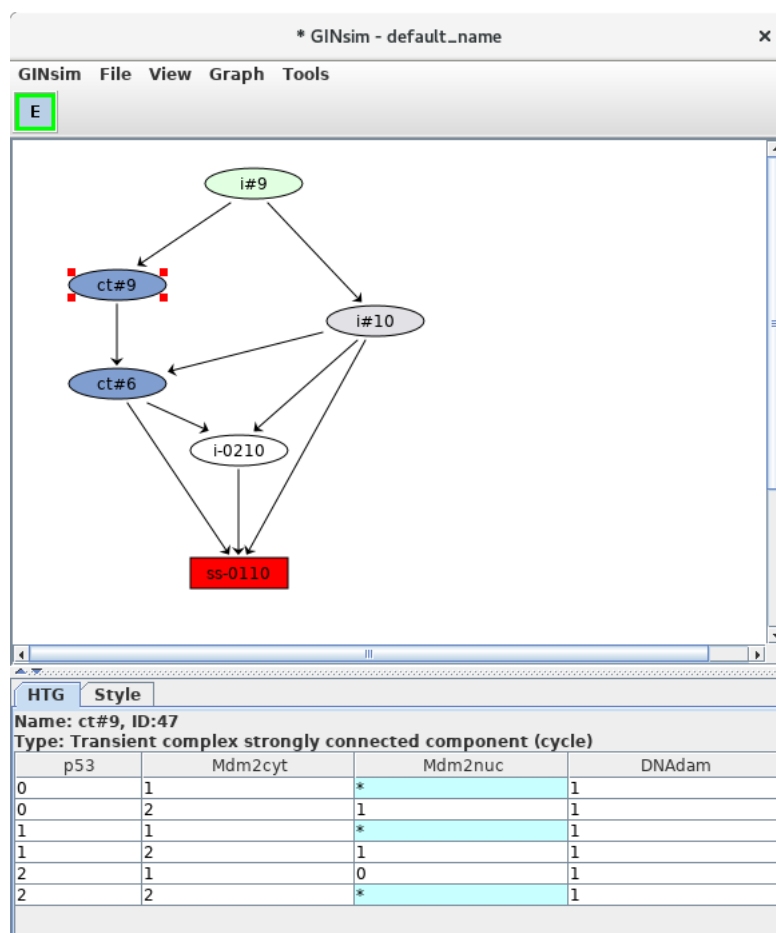 * GINsim - default_name ×
GINsim File View Graph Tools
E
i#9
ct#9
i#10
ct#6
i-0210
ss-0110
HTG Style
Name: ct#9, ID:47
Type: Transient complex strongly connected component (cycle)
p53 Mdm2cyt Mdm2nuc DNAdam
0 1 * 1
0 2 1 1
1 1 * 1
1 2 1 1
2 1 0 1
2 2 * 1